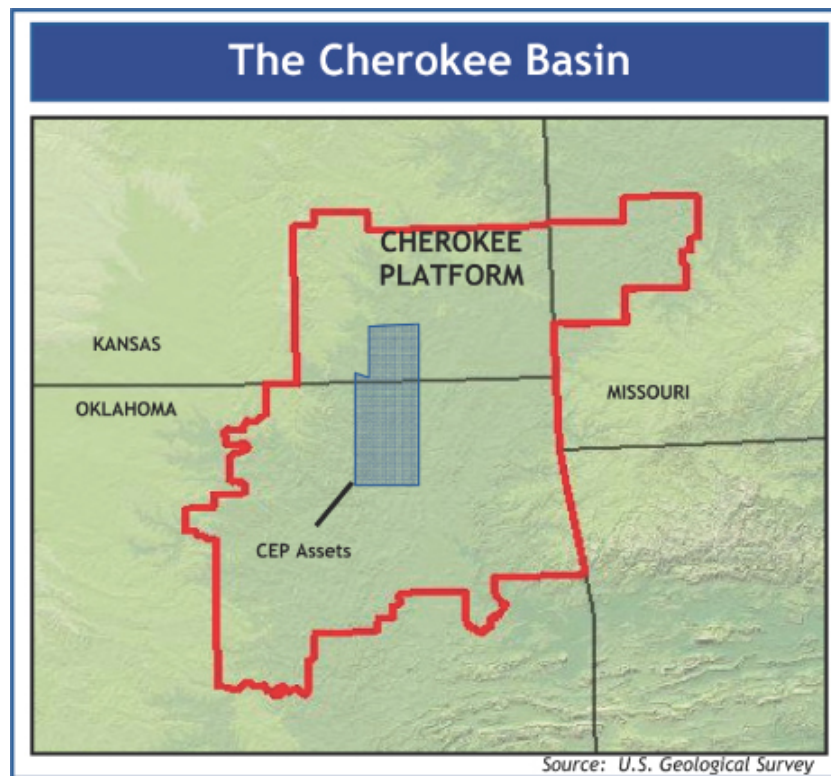 The Cherokee Basin
CHEROKEE
PLATFORM
KANSAS
OKLAHOMA
MISSOURI
CEP Assets
Source: U.S. Geological Survey